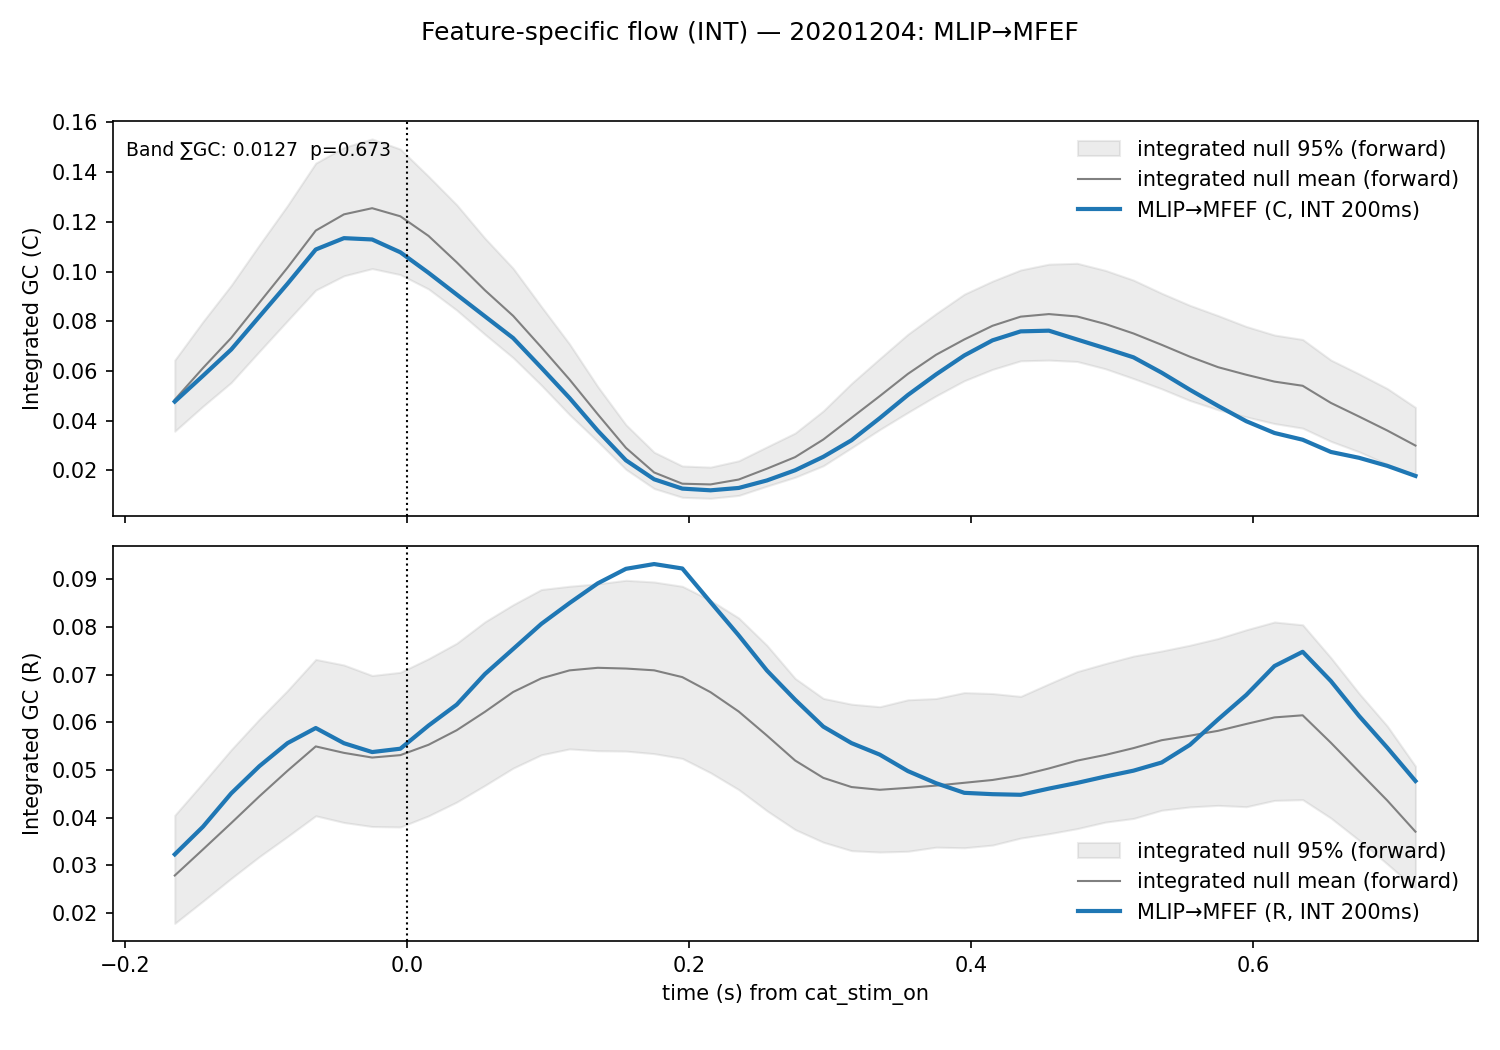 Feature-specific flow (INT) — 20201204: MLIP→MFEF
Integrated GC (C)
0.16
0.14
0.12
0.10
0.08
0.06
0.04
0.02
Band ∑GC: 0.0127 p=0.673
integrated null 95% (forward)
integrated null mean (forward)
MLIP→MFEF (C, INT 200ms)
Integrated GC (R)
0.09
0.08
0.07
0.06
0.05
0.04
0.03
0.02
integrated null 95% (forward)
integrated null mean (forward)
MLIP→MFEF (R, INT 200ms)
−0.2 0.0 0.2 0.4 0.6
time (s) from cat_stim_on